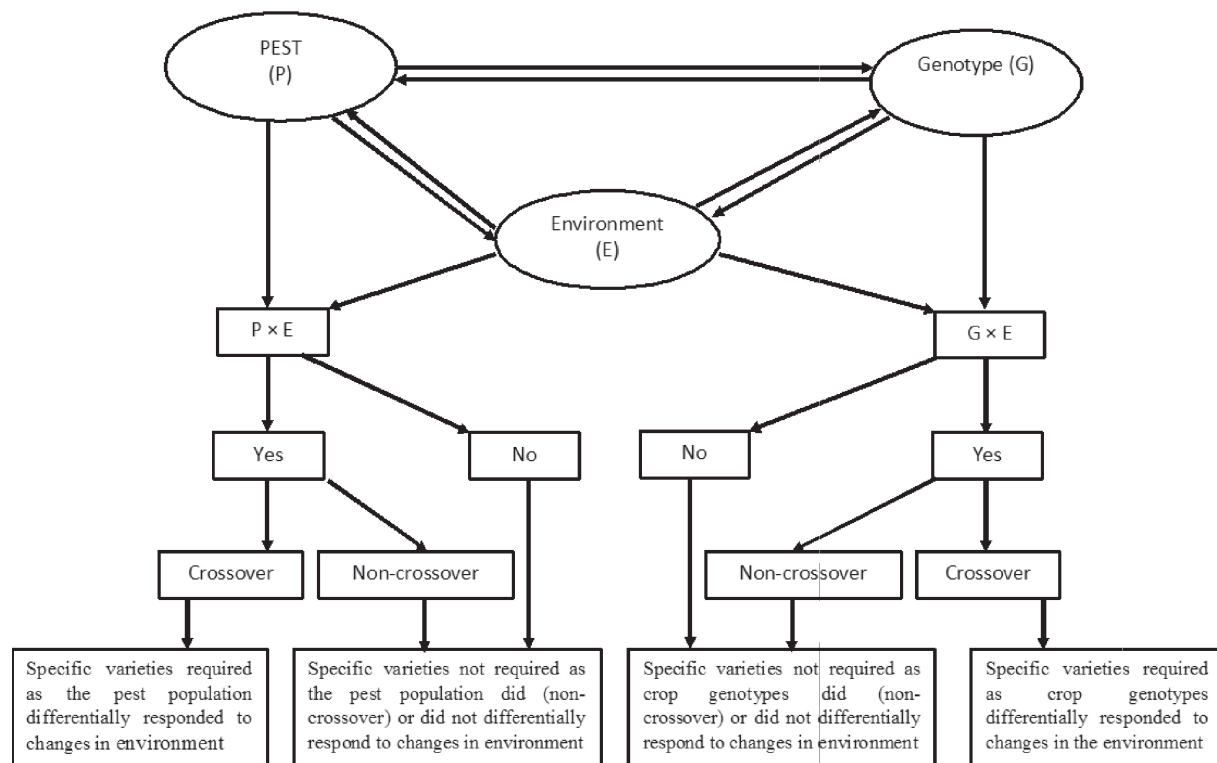 PEST
(P)
Genotype (G)
Environment
(E)
P × E
G × E
Yes
No
No
Yes
Crossover
Non-crossover
Non-crossover
Crossover
Specific varieties required
as the pest population
differentially responded to
changes in environment
Specific varieties not required as
the pest population did (non-
crossover) or did not differentially
respond to changes in environment
Specific varieties not required as
crop genotypes did (non-
crossover) or did not differentially
respond to changes in environment
Specific varieties required
as crop genotypes
differentially responded to
changes in the environment